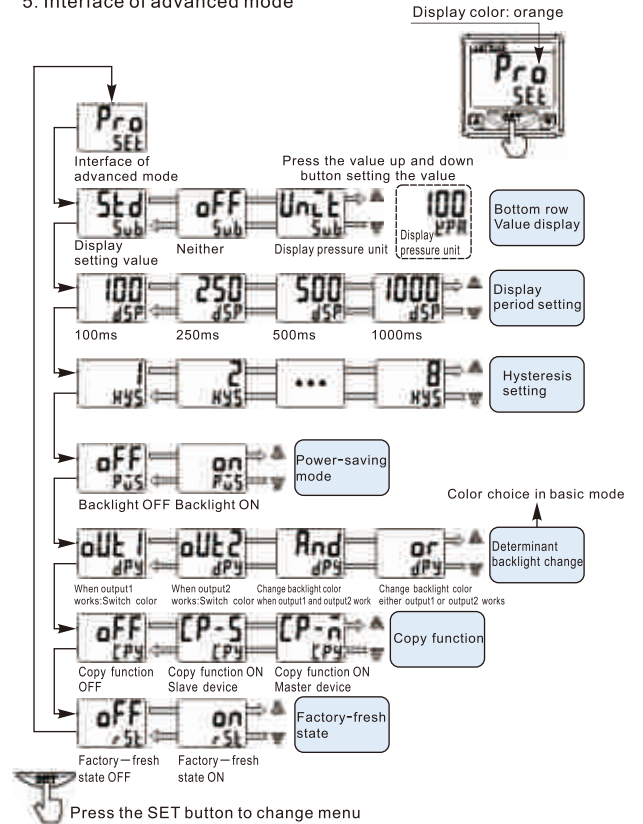 5. Interface of advanced mode
Display color: orange
Pro
SEt
SET
Pro
SEt
Interface of
advanced mode
Press the value up and down
button setting the value
Std
Sub
Display
setting value
oFF
Sub
Neither
Unit
Sub
Display pressure unit
100
kPA
Display
pressure unit
Bottom row
Value display
100
dSP
100ms
250
dSP
250ms
500
dSP
500ms
1000
dSP
1000ms
Display
period setting
1
HYS
2
HYS
•••
8
HYS
Hysteresis
setting
oFF
PwS
Backlight OFF
on
PwS
Backlight ON
Power-saving
mode
Color choice in basic mode
oUt1
dPY
When output1
works:Switch color
oUt2
dPY
When output2
works:Switch color
And
dPY
Change backlight color
when output1 and output2 work
or
dPY
Change backlight color
either output1 or output2 works
Determinant
backlight change
oFF
CPY
Copy function
OFF
CP-S
CPY
Copy function ON
Slave device
CP-m
CPY
Copy function ON
Master device
Copy function
oFF
rSt
Factory-fresh
state OFF
on
rSt
Factory-fresh
state ON
Factory-fresh
state
SET
Press the SET button to change menu